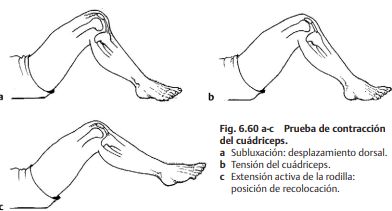 a
b
Fig. 6.60 a-c Prueba de contracción
del cuádriceps.
a Subluxación: desplazamiento dorsal.
b Tensión del cuádriceps.
c Extensión activa de la rodilla:
posición de recolocación.
c